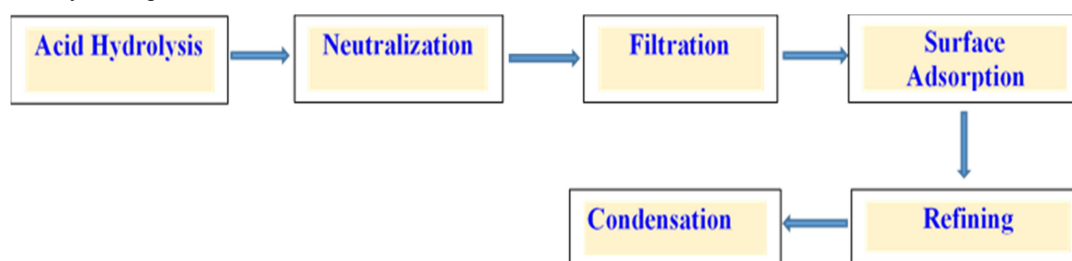 Acid Hydrolysis
Neutralization
Filtration
Surface
Adsorption
Condensation
Refining